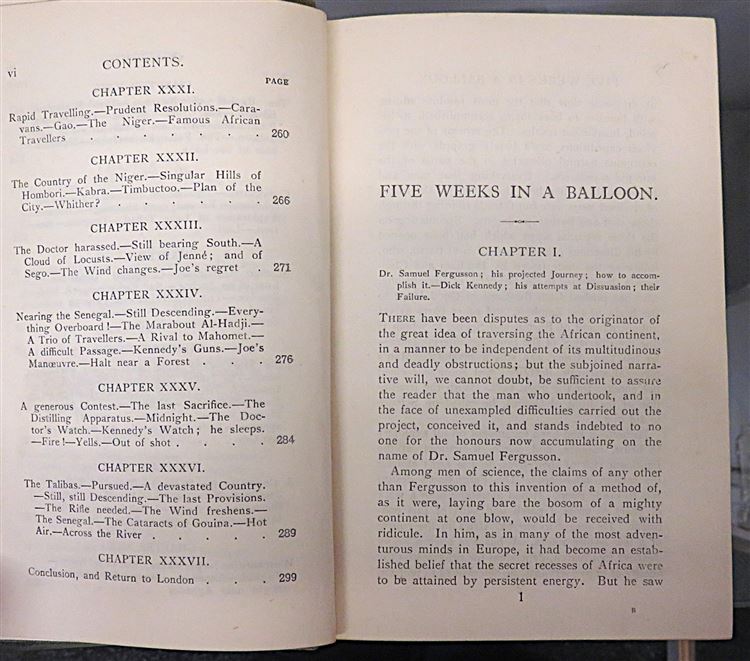 vi CONTENTS.
PAGE
CHAPTER XXXI.
Rapid Travelling.—Prudent Resolutions.—Cara-
vans.—Gao.—The Niger.—Famous African
Travellers . . . . . . 260
CHAPTER XXXII.
The Country of the Niger.—Singular Hills of
Hombori.—Kabra.—Timbuctoo.—Plan of the
City.—Whither? . . . . . 266
CHAPTER XXXIII.
The Doctor harassed.—Still bearing South.—A
Cloud of Locusts.—View of Jenné; and of
Sego.—The Wind changes.—Joe's regret . 271
CHAPTER XXXIV.
Nearing the Senegal.—Still Descending.—Every-
thing Overboard!—The Marabout Al-Hadji.—
A Trio of Travellers.—A Rival to Mahomet.—
A difficult Passage.—Kennedy's Guns.—Joe's
Manœuvre.—Halt near a Forest . . . 276
CHAPTER XXXV.
A generous Contest.—The last Sacrifice.—The
Distilling Apparatus.—Midnight.—The Doc-
tor's Watch.—Kennedy's Watch; he sleeps.
—Fire!—Yells.—Out of shot . . . . 284
CHAPTER XXXVI.
The Talibas.—Pursued.—A devastated Country.
—Still, still Descending.—The last Provisions.
—The Rifle needed.—The Wind freshens.—
The Senegal.—The Cataracts of Gouina.—Hot
Air.—Across the River . . . . . 289
CHAPTER XXXVII.
Conclusion, and Return to London . . . 299
FIVE WEEKS IN A BALLOON.
CHAPTER I.
Dr. Samuel Fergusson; his projected Journey; how to accom-
plish it.—Dick Kennedy; his attempts at Dissuasion; their
Failure.
THERE have been disputes as to the originator of
the great idea of traversing the African continent,
in a manner to be independent of its multitudinous
and deadly obstructions; but the subjoined narra-
tive will, we cannot doubt, be sufficient to assure
the reader that the man who undertook, and in
the face of unexampled difficulties carried out the
project, conceived it, and stands indebted to no
one for the honours now accumulating on the
name of Dr. Samuel Fergusson.
Among men of science, the claims of any other
than Fergusson to this invention of a method of,
as it were, laying bare the bosom of a mighty
continent at one blow, would be received with
ridicule. In him, as in many of the most adven-
turous minds in Europe, it had become an estab-
lished belief that the secret recesses of Africa were
to be attained by persistent energy. But he saw
1
B